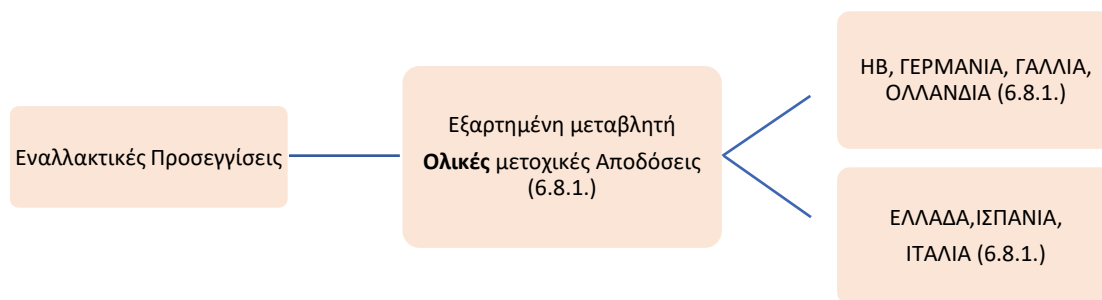 Εναλλακτικές Προσεγγίσεις
Εξαρτημένη μεταβλητή
Ολικές μετοχικές Αποδόσεις
(6.8.1.)
ΗΒ, ΓΕΡΜΑΝΙΑ, ΓΑΛΛΙΑ,
ΟΛΛΑΝΔΙΑ (6.8.1.)
ΕΛΛΑΔΑ,ΙΣΠΑΝΙΑ,
ΙΤΑΛΙΑ (6.8.1.)